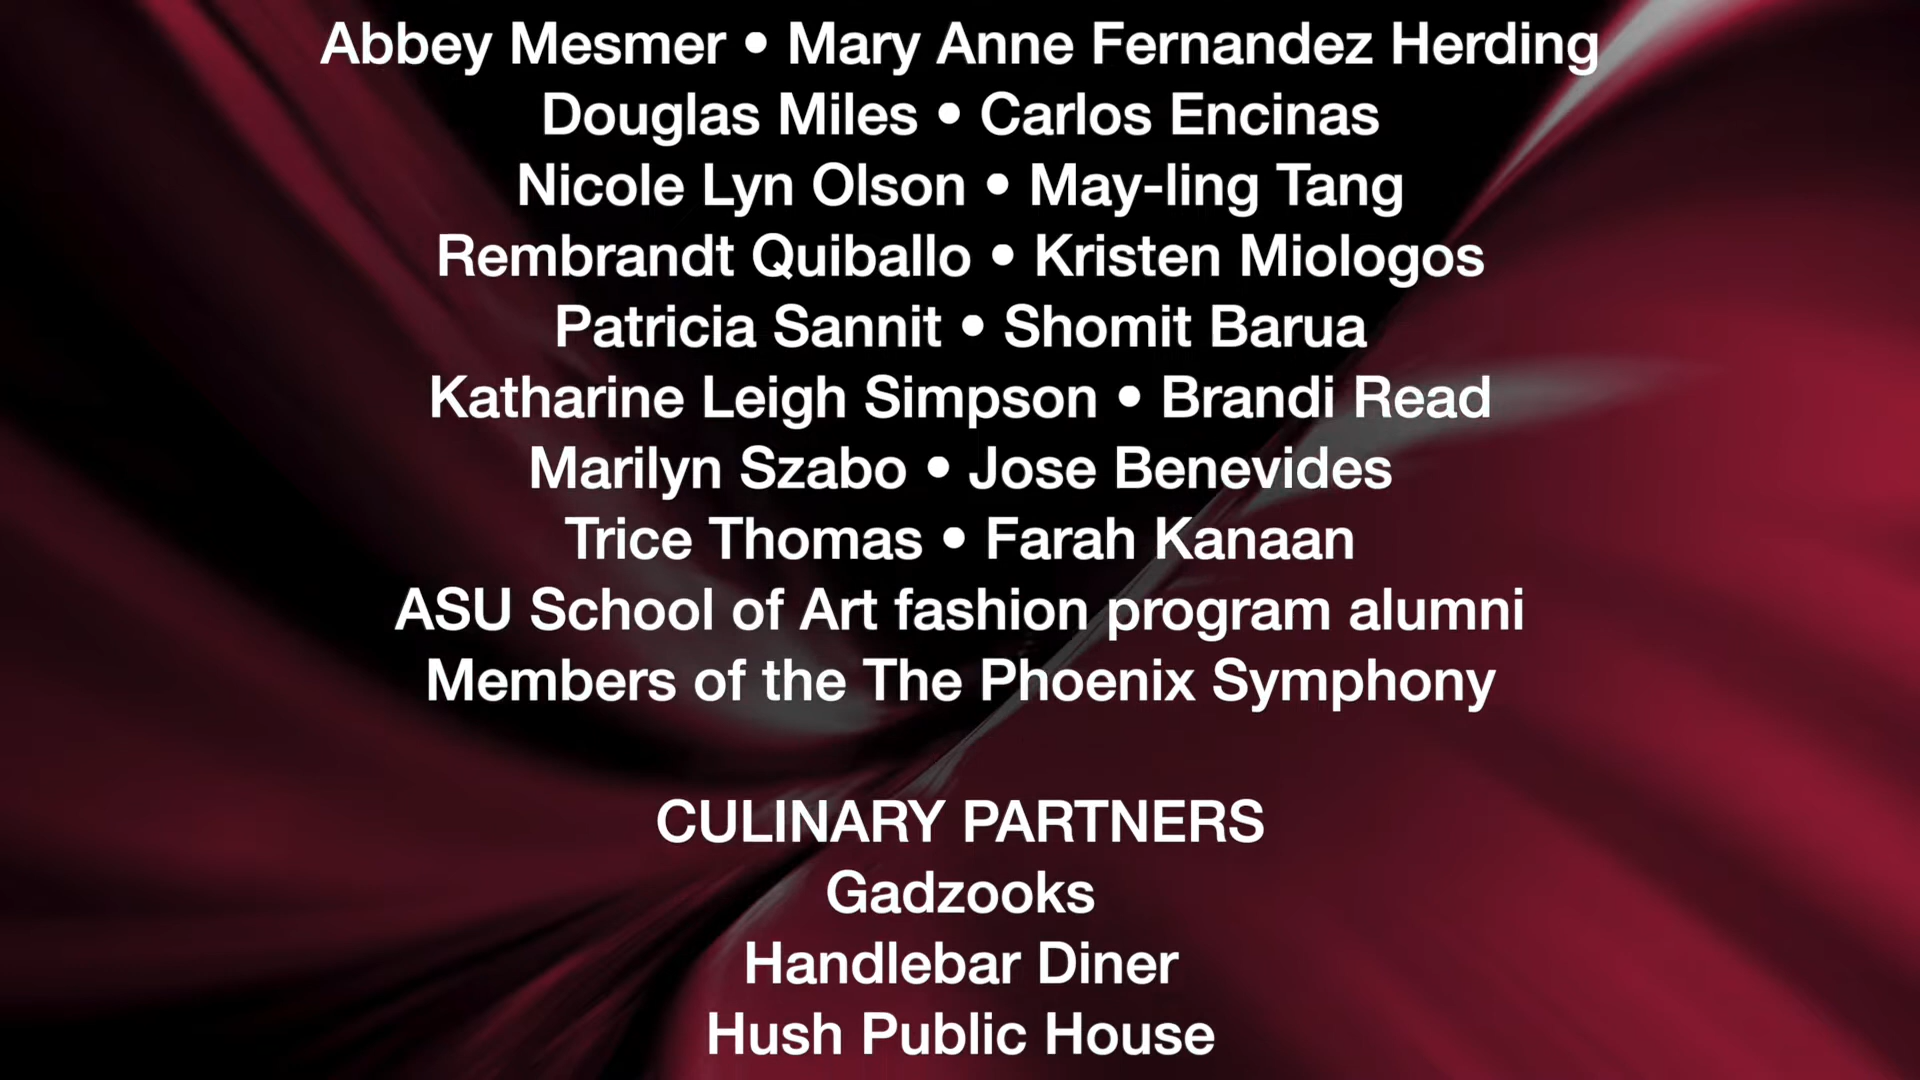 Abbey Mesmer • Mary Anne Fernandez Herding
Douglas Miles • Carlos Encinas
Nicole Lyn Olson • May-ling Tang
Rembrandt Quiballo • Kristen Miologos
Patricia Sannit • Shomit Barua
Katharine Leigh Simpson • Brandi Read
Marilyn Szabo • Jose Benevides
Trice Thomas • Farah Kanaan
ASU School of Art fashion program alumni
Members of the The Phoenix Symphony
CULINARY PARTNERS
Gadzooks
Handlebar Diner
Hush Public House